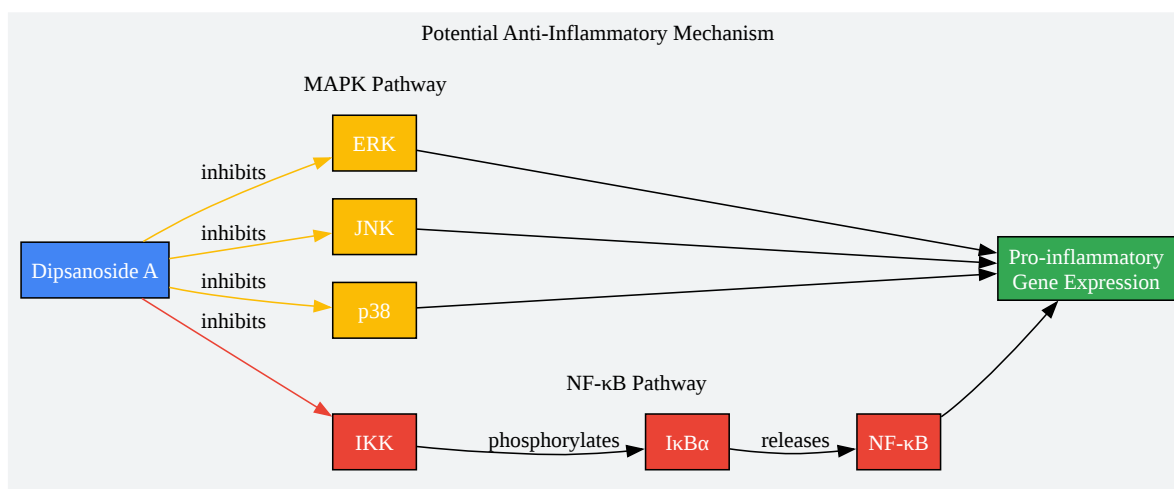 Potential Anti-Inflammatory Mechanism
MAPK Pathway
ERK
inhibits
JNK
inhibits
Dipsanoside A
inhibits
p38
inhibits
Pro-inflammatory
Gene Expression
NF-κB Pathway
IKK
phosphorylates
IκBα
releases
NF-κB